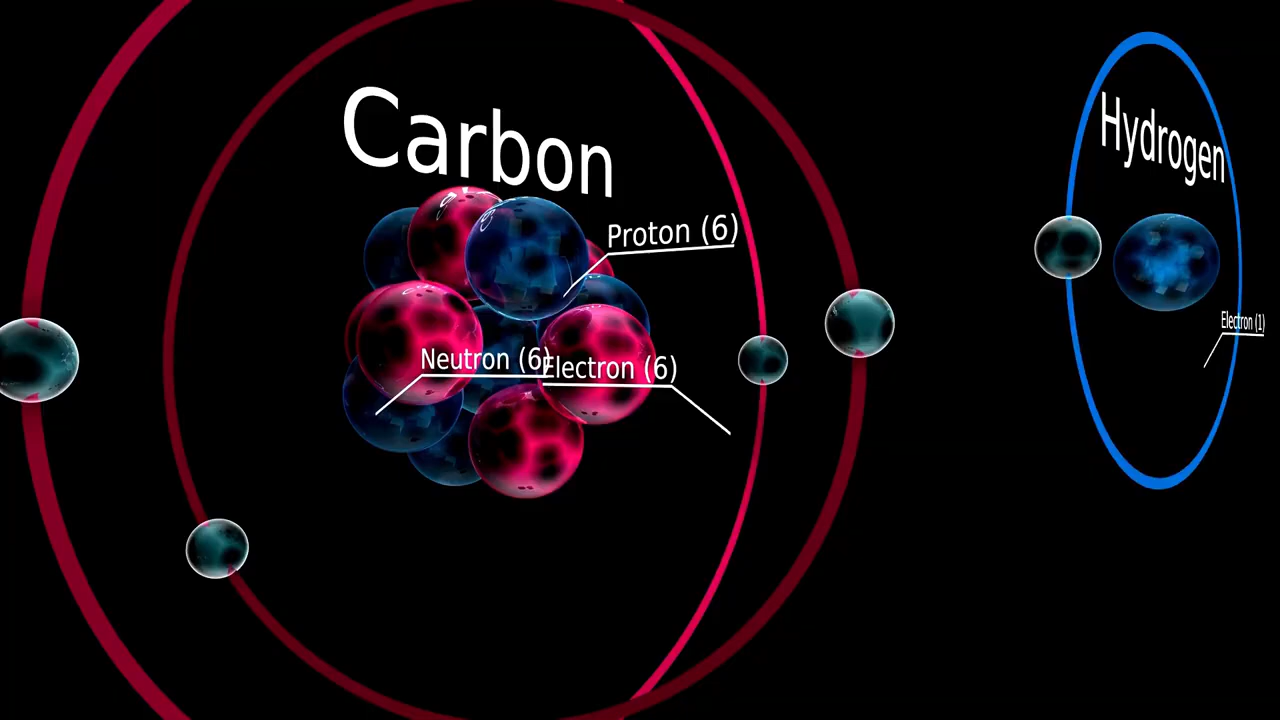 Carbon
Proton (6)
Neutron (6)
Electron (6)
Hydrogen
Electron (1)